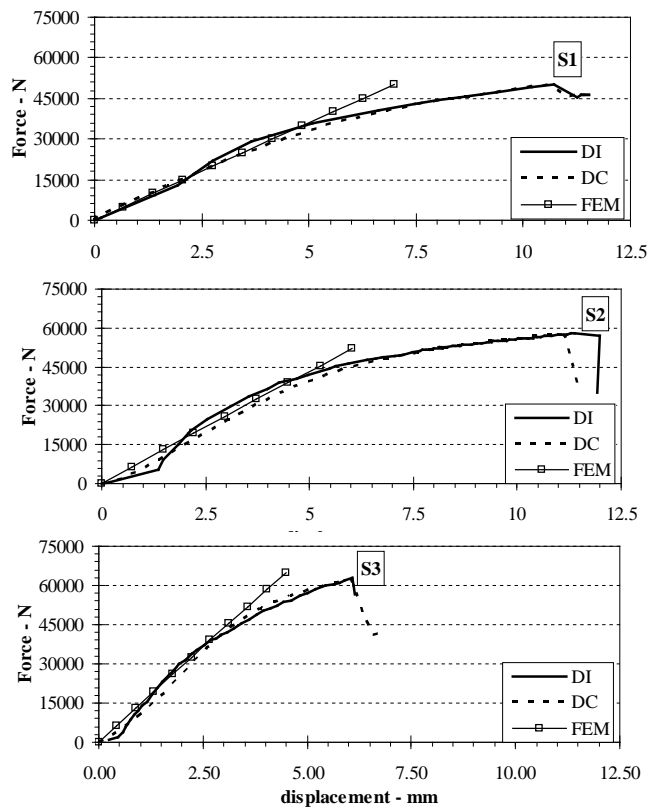 75000
60000
45000
30000
15000
0
Force - N
S1
DI
DC
FEM
0 2.5 5 7.5 10 12.5
75000
60000
45000
30000
15000
0
Force - N
S2
DI
DC
FEM
0 2.5 5 7.5 10 12.5
75000
60000
45000
30000
15000
0
Force - N
S3
DI
DC
FEM
0.00 2.50 5.00 7.50 10.00 12.50
displacement - mm